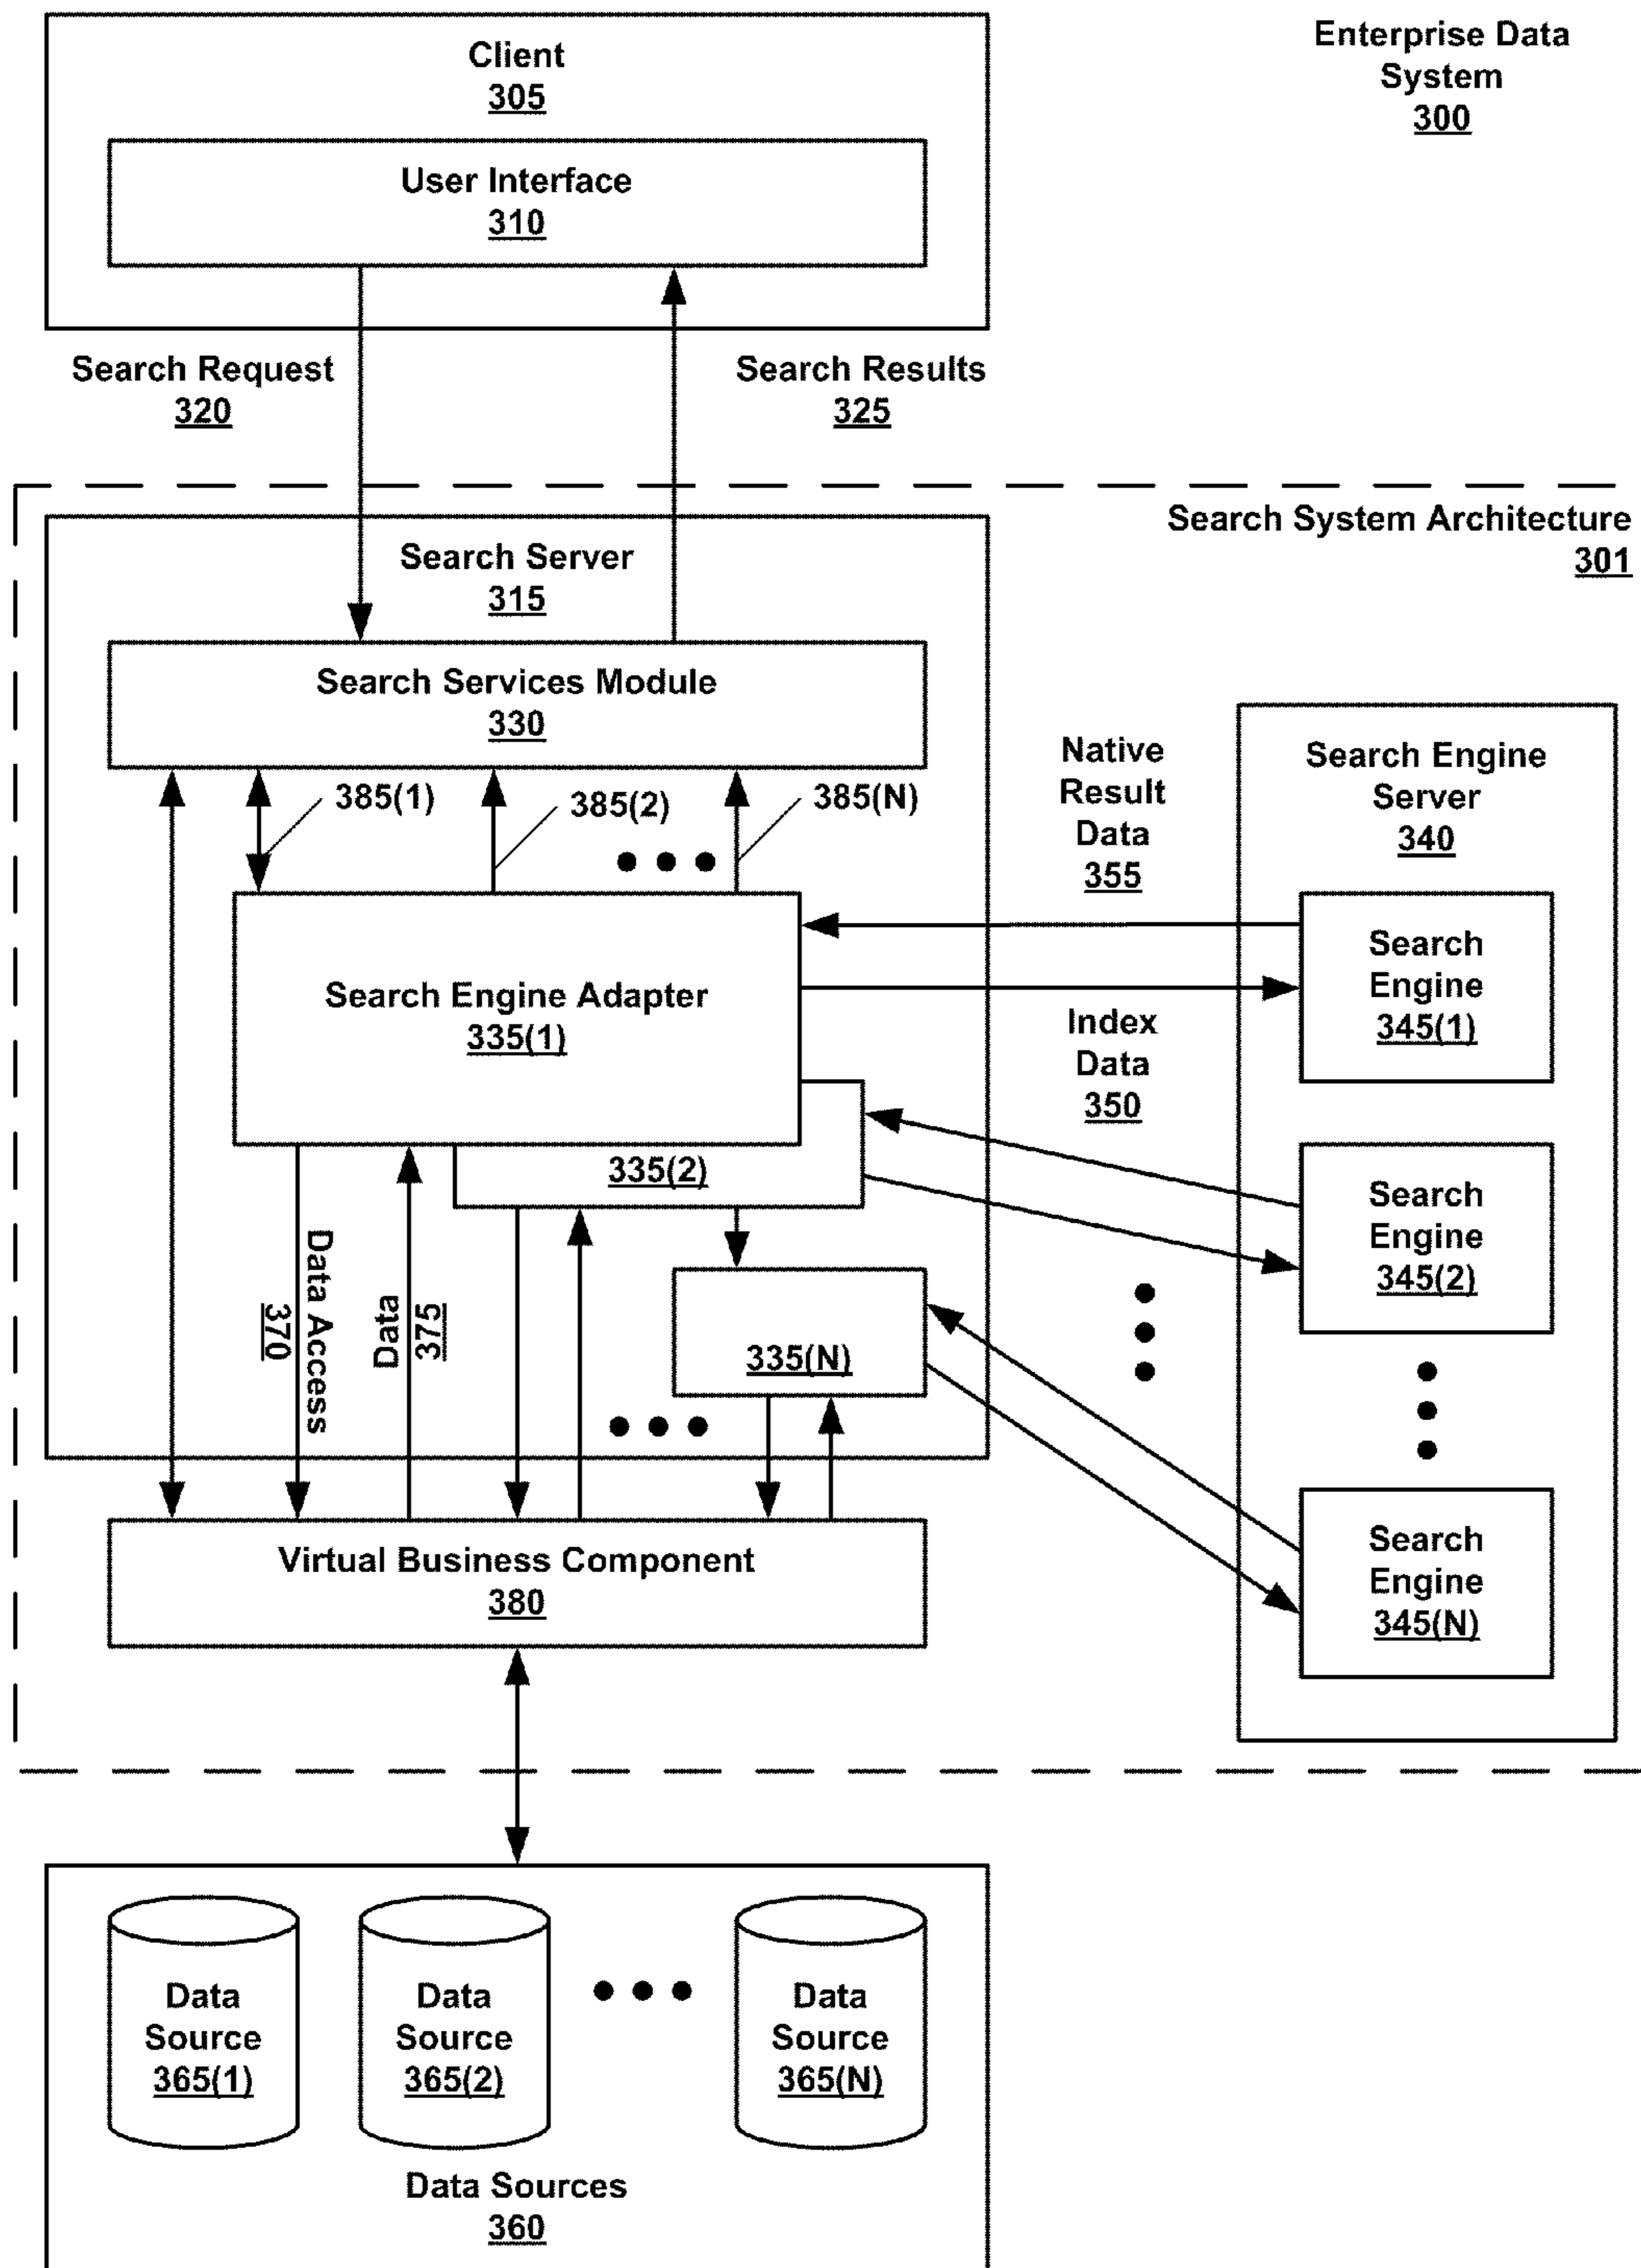 Enterprise Data
System
300
Client
305
User Interface
310
Search Request
320
Search Results
325
Search System Architecture
301
Search Server
315
Search Services Module
330
385(1)
385(2)
385(N)
Native
Result
Data
355
Search Engine
Server
340
Search Engine Adapter
335(1)
Search
Engine
345(1)
Index
Data
350
335(2)
Search
Engine
345(2)
Data Access
370
Data
375
335(N)
Search
Engine
345(N)
Virtual Business Component
380
Data
Source
365(1)
Data
Source
365(2)
Data
Source
365(N)
Data Sources
360